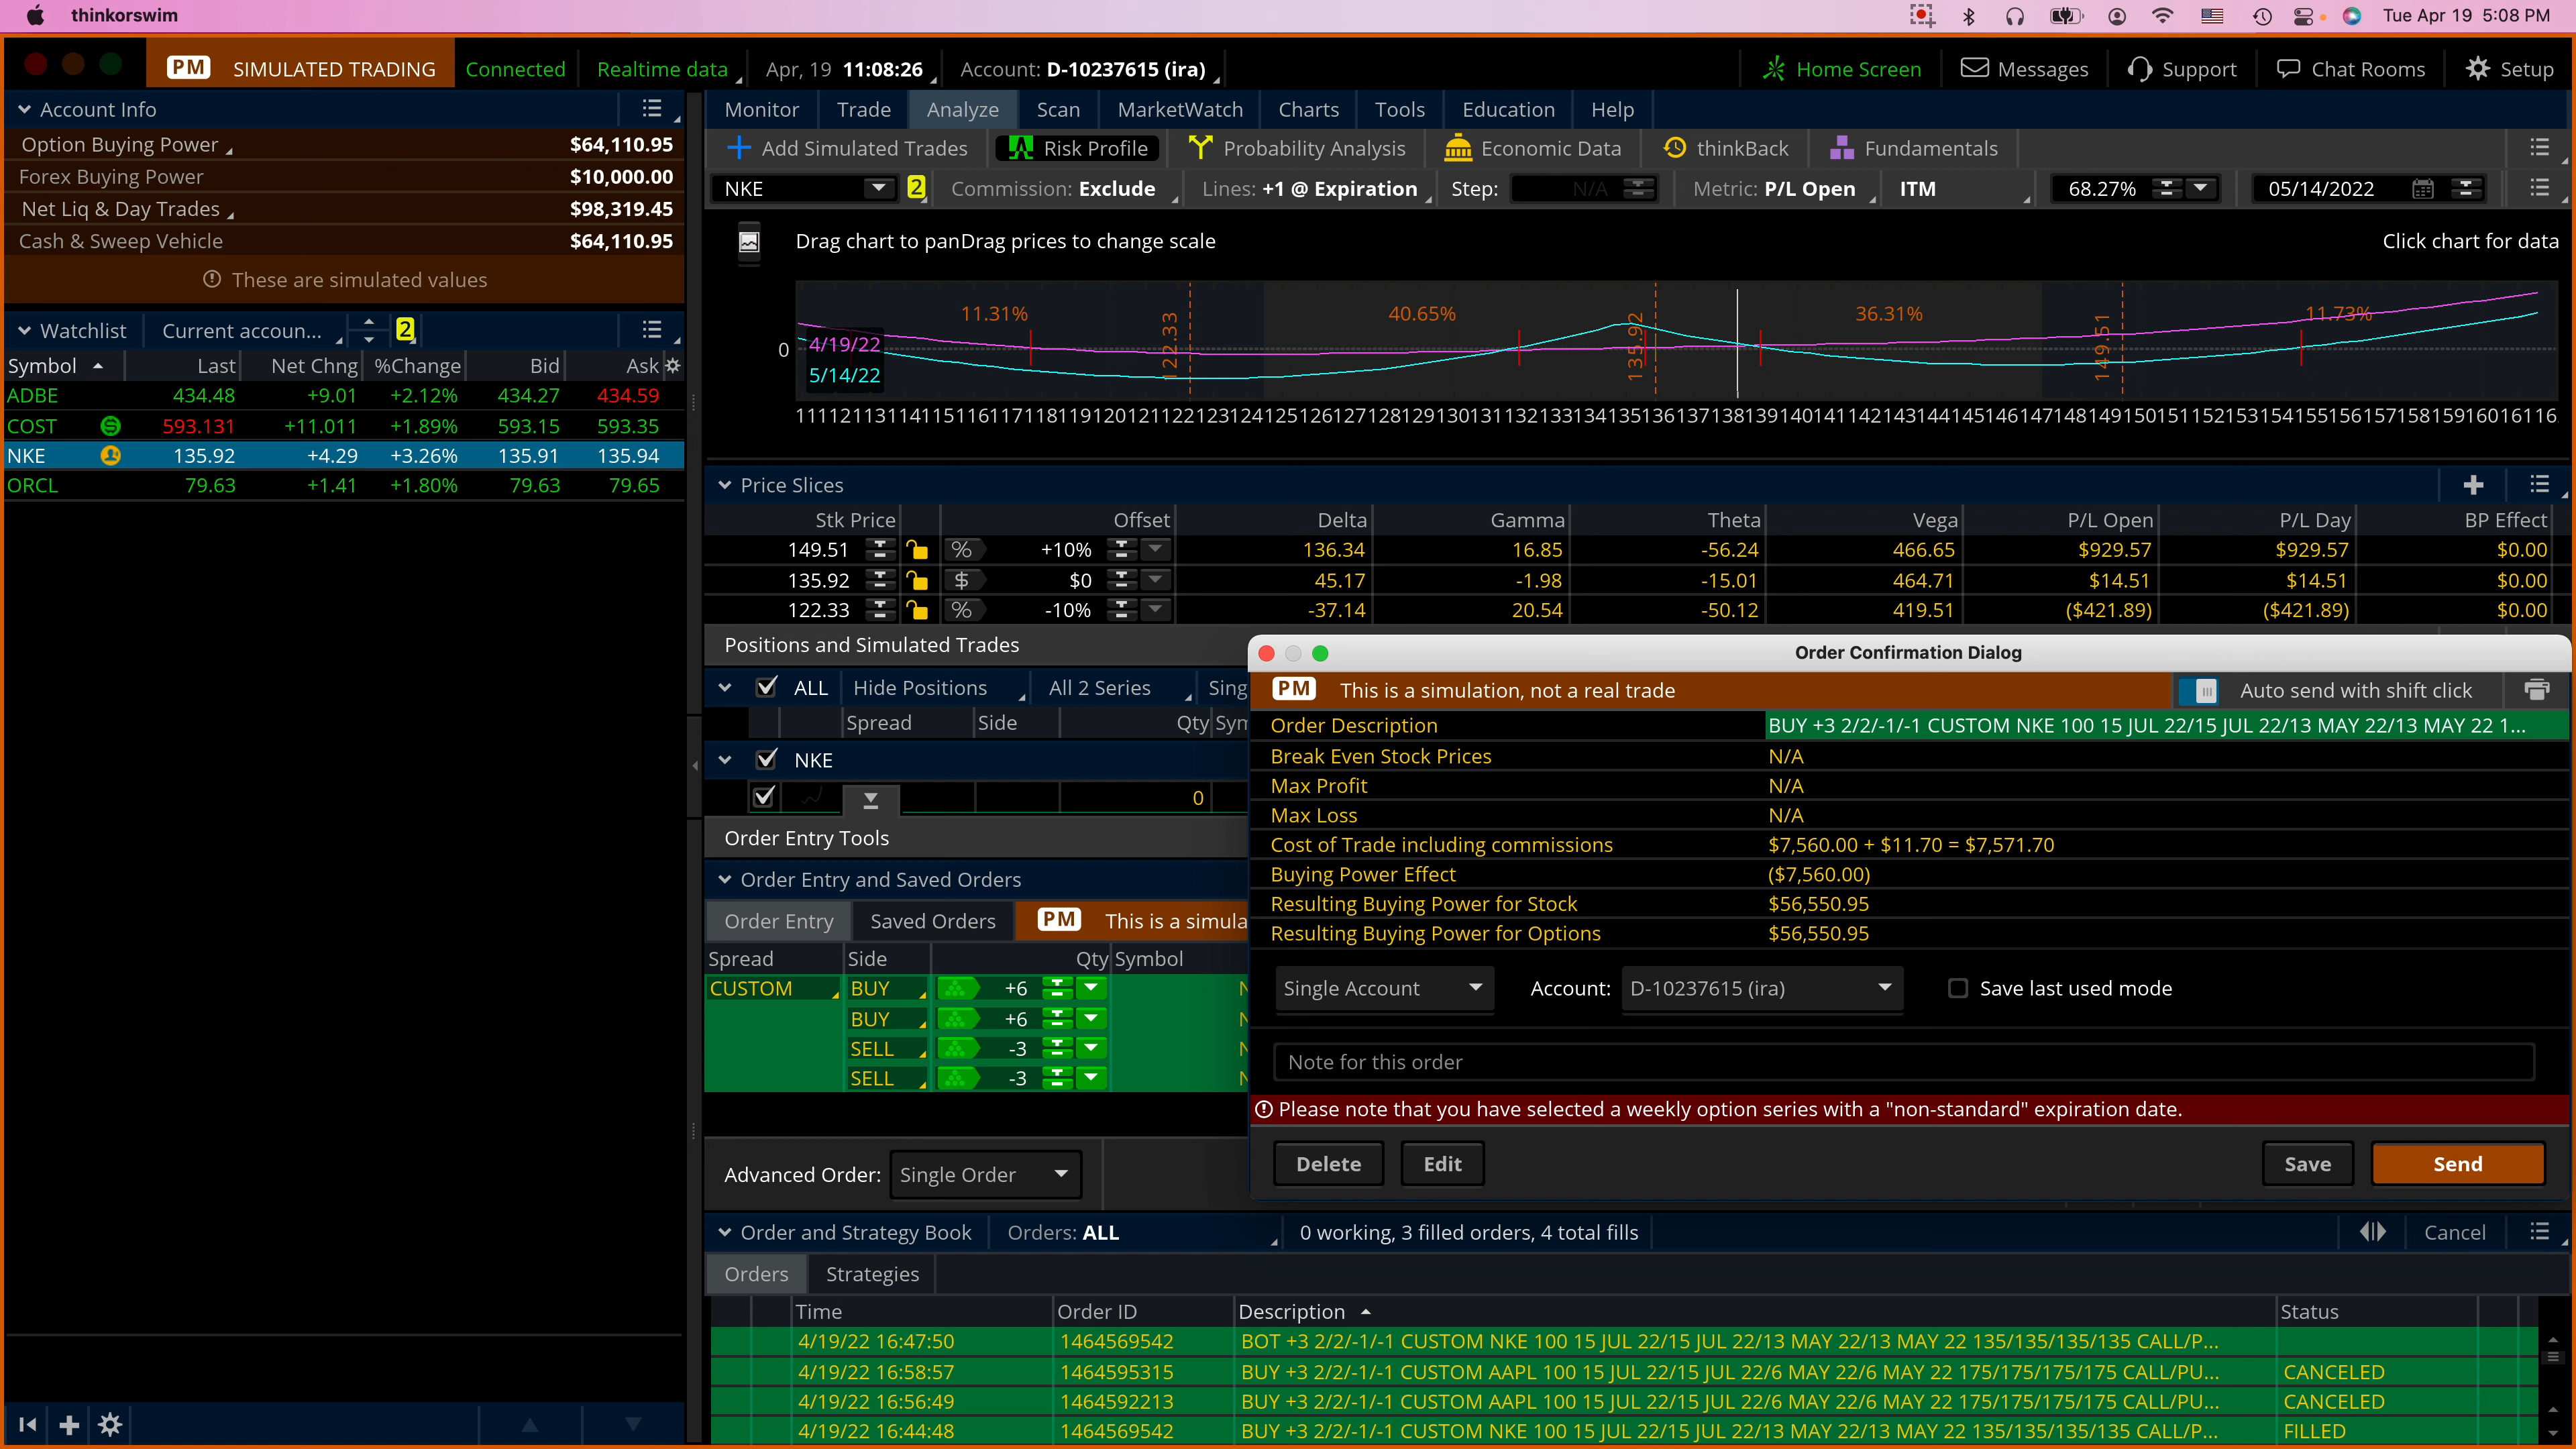 thinkorswim
Tue Apr 19 5:08 PM
PM SIMULATED TRADING Connected Realtime data Apr, 19 11:08:26 Account: D-10237615 (ira) Home Screen Messages Support Chat Rooms Setup
Account Info
Option Buying Power $64,110.95
Forex Buying Power $10,000.00
Net Liq & Day Trades $98,319.45
Cash & Sweep Vehicle $64,110.95
These are simulated values
Watchlist Current accoun... 2
Symbol Last Net Chng %Change Bid Ask
ADBE 434.48 +9.01 +2.12% 434.27 434.59
COST 593.131 +11.011 +1.89% 593.15 593.35
NKE 135.92 +4.29 +3.26% 135.91 135.94
ORCL 79.63 +1.41 +1.80% 79.63 79.65
Monitor Trade Analyze Scan MarketWatch Charts Tools Education Help
Add Simulated Trades Risk Profile Probability Analysis Economic Data thinkBack Fundamentals
NKE 2 Commission: Exclude Lines: +1 @ Expiration Step: N/A Metric: P/L Open ITM 68.27% 05/14/2022
Drag chart to panDrag prices to change scale Click chart for data
11.31% 40.65% 36.31% 11.73%
122.33 135.92 149.51
0
4/19/22
5/14/22
Price Slices
Stk Price Offset Delta Gamma Theta Vega P/L Open P/L Day BP Effect
149.51 % +10% 136.34 16.85 -56.24 466.65 $929.57 $929.57 $0.00
135.92 $ $0 45.17 -1.98 -15.01 464.71 $14.51 $14.51 $0.00
122.33 % -10% -37.14 20.54 -50.12 419.51 ($421.89) ($421.89) $0.00
Positions and Simulated Trades
ALL Hide Positions All 2 Series Sing
Spread Side Qty Sym
NKE
0
Order Entry Tools
Order Entry and Saved Orders
Order Entry Saved Orders PM This is a simula
Spread Side Qty Symbol
CUSTOM BUY +6 N
BUY +6 N
SELL -3 N
SELL -3 N
Advanced Order: Single Order
Order Confirmation Dialog
PM This is a simulation, not a real trade Auto send with shift click
Order Description BUY +3 2/2/-1/-1 CUSTOM NKE 100 15 JUL 22/15 JUL 22/13 MAY 22/13 MAY 22 1...
Break Even Stock Prices N/A
Max Profit N/A
Max Loss N/A
Cost of Trade including commissions $7,560.00 + $11.70 = $7,571.70
Buying Power Effect ($7,560.00)
Resulting Buying Power for Stock $56,550.95
Resulting Buying Power for Options $56,550.95
Single Account Account: D-10237615 (ira) Save last used mode
Note for this order
Please note that you have selected a weekly option series with a "non-standard" expiration date.
Delete Edit Save Send
Order and Strategy Book Orders: ALL 0 working, 3 filled orders, 4 total fills Cancel
Orders Strategies
Time Order ID Description Status
4/19/22 16:47:50 1464569542 BOT +3 2/2/-1/-1 CUSTOM NKE 100 15 JUL 22/15 JUL 22/13 MAY 22/13 MAY 22 135/135/135/135 CALL/P...
4/19/22 16:58:57 1464595315 BUY +3 2/2/-1/-1 CUSTOM AAPL 100 15 JUL 22/15 JUL 22/6 MAY 22/6 MAY 22 175/175/175/175 CALL/PU... CANCELED
4/19/22 16:56:49 1464592213 BUY +3 2/2/-1/-1 CUSTOM AAPL 100 15 JUL 22/15 JUL 22/6 MAY 22/6 MAY 22 175/175/175/175 CALL/PU... CANCELED
4/19/22 16:44:48 1464569542 BUY +3 2/2/-1/-1 CUSTOM NKE 100 15 JUL 22/15 JUL 22/13 MAY 22/13 MAY 22 135/135/135/135 CALL/P... FILLED